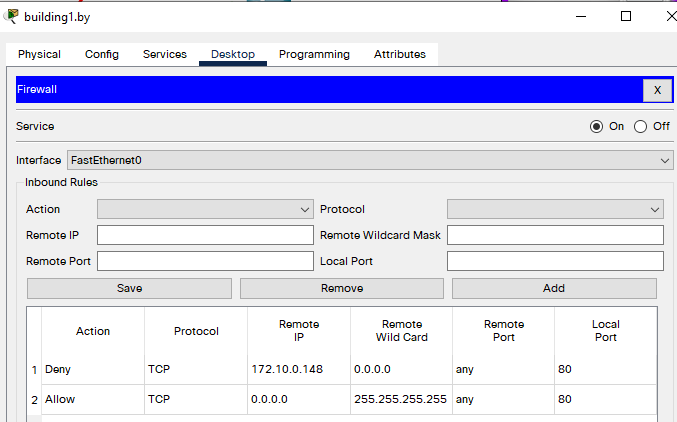 building1.by
Physical Config Services Desktop Programming Attributes
Firewall X
Service On Off
Interface FastEthernet0
Inbound Rules
Action Protocol
Remote IP Remote Wildcard Mask
Remote Port Local Port
Save Remove Add
Action Protocol Remote IP Remote Wild Card Remote Port Local Port
1 Deny TCP 172.10.0.148 0.0.0.0 any 80
2 Allow TCP 0.0.0.0 255.255.255.255 any 80